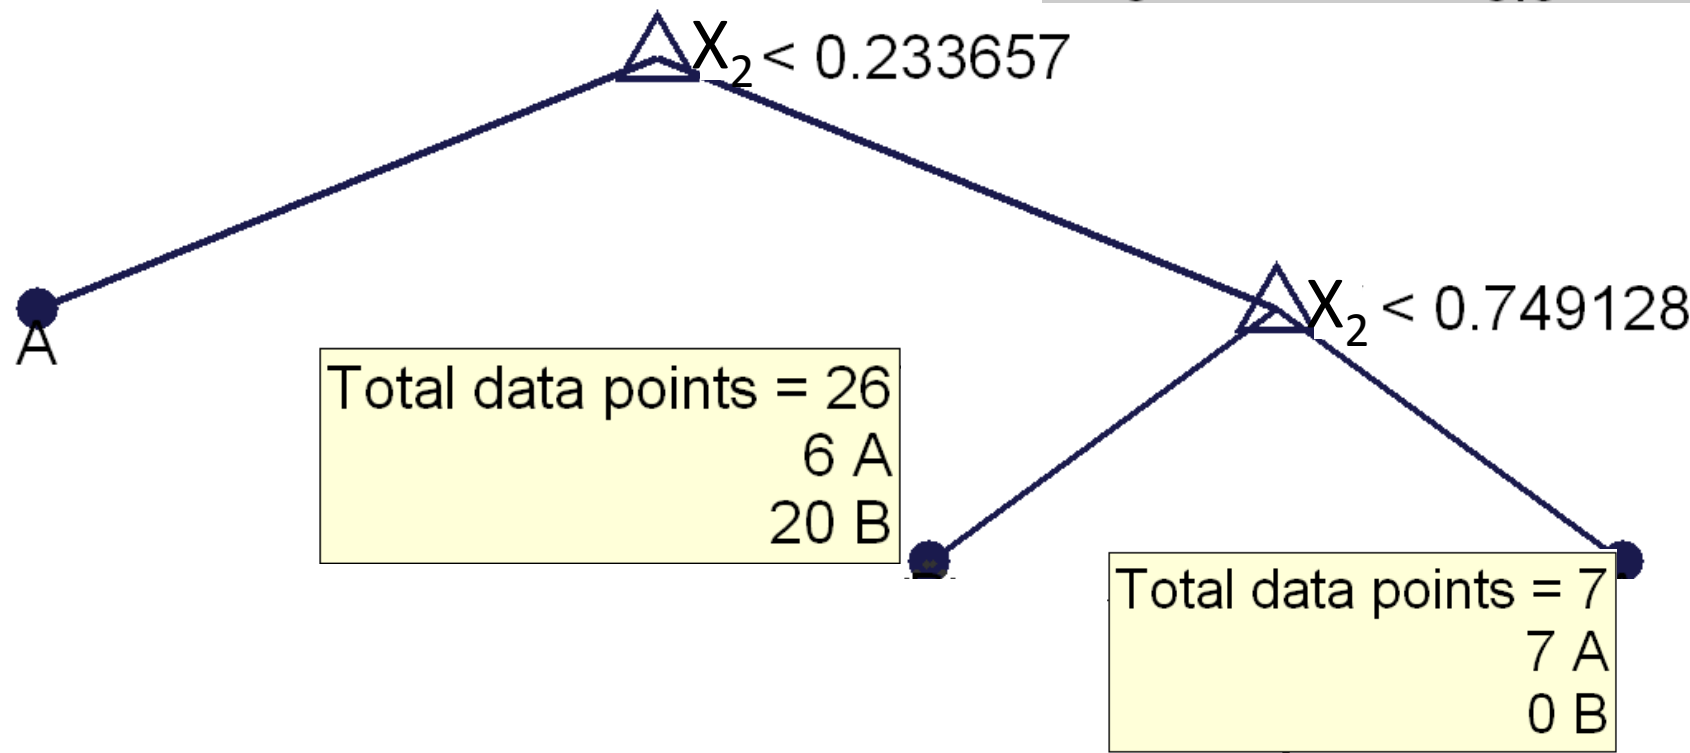 X₂ < 0.233657
A
X₂ < 0.749128
Total data points = 26
6 A
20 B
Total data points = 7
7 A
0 B